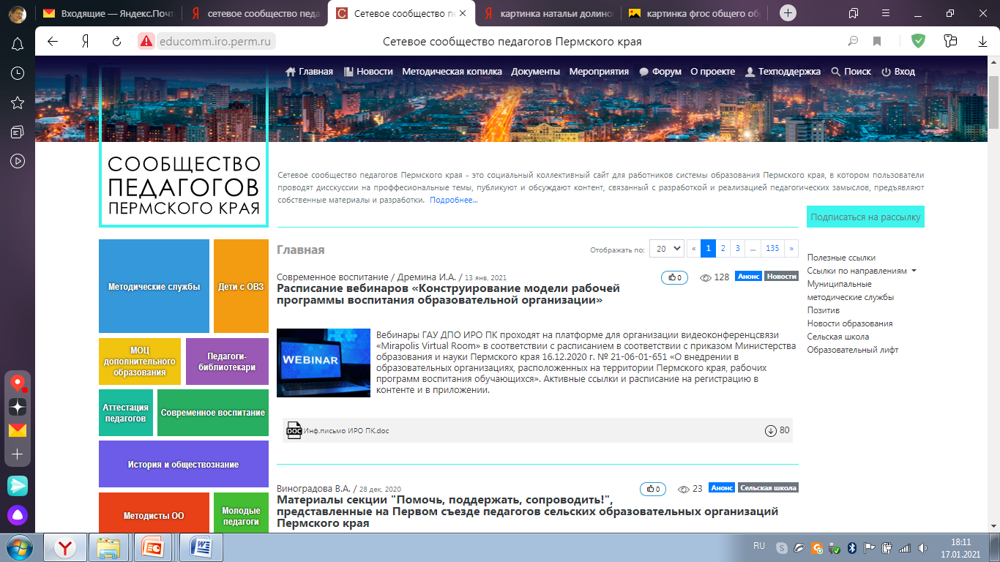 Входящие — Яндекс.Почт
сетевое сообщество педа
Сетевое сообщество пе
картинка натальи долинов
картинка фгос общего об
educomm.iro.perm.ru
Сетевое сообщество педагогов Пермского края
Главная Новости Методическая копилка Документы Мероприятия Форум О проекте Техподдержка Поиск Вход
СООБЩЕСТВО
ПЕДАГОГОВ
ПЕРМСКОГО КРАЯ
Сетевое сообщество педагогов Пермского края - это социальный коллективный сайт для работников системы образования Пермского края, в котором пользователи
проводят дисскуссии на профессиональные темы, публикуют и обсуждают контент, связанный с разработкой и реализацией педагогических замыслов, предъявляют
собственные материалы и разработки. Подробнее...
Подписаться на рассылку
Методические службы
Дети с ОВЗ
МОЦ
дополнительного
образования
Педагоги-
библиотекари
Аттестация
педагогов
Современное воспитание
История и обществознание
Методисты ОО
Молодые
педагоги
Главная
Отображать по: 20 « 1 2 3 ... 135 »
Современное воспитание / Дремина И.А. / 13 янв, 2021
0 128 Анонс Новости
Расписание вебинаров «Конструирование модели рабочей
программы воспитания образовательной организации»
WEBINAR
Вебинары ГАУ ДПО ИРО ПК проходят на платформе для организации видеоконференцсвязи
«Mirapolis Virtual Room» в соответствии с расписанием в соответствии с приказом Министерства
образования и науки Пермского края 16.12.2020 г. № 21-06-01-651 «О внедрении в
образовательных организациях, расположенных на территории Пермского края, рабочих
программ воспитания обучающихся». Активные ссылки и расписание на регистрацию в
контенте и в приложении.
DOC Инф.письмо ИРО ПК.doc 80
Виноградова В.А. / 28 дек, 2020
0 23 Анонс Сельская школа
Материалы секции "Помочь, поддержать, сопроводить!",
представленные на Первом съезде педагогов сельских образовательных организаций
Пермского края
Полезные ссылки
Ссылки по направлениям
Муниципальные
методические службы
Позитив
Новости образования
Сельская школа
Образовательный лифт
RU
18:11
17.01.2021